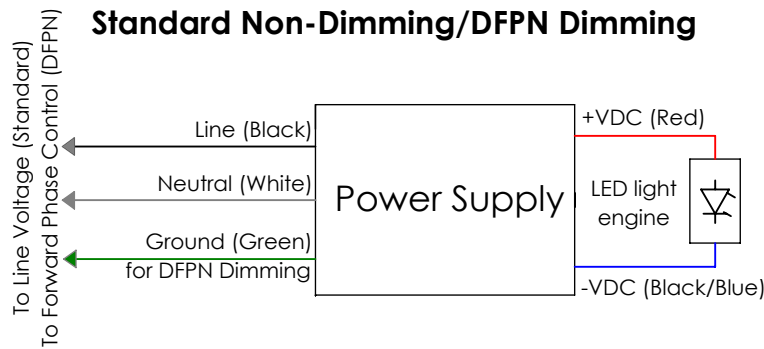 Standard Non-Dimming/DFPN Dimming
To Line Voltage (Standard)
To Forward Phase Control (DFPN)
Line (Black)
Neutral (White)
Ground (Green)
for DFPN Dimming
Power Supply
+VDC (Red)
LED light
engine
-VDC (Black/Blue)